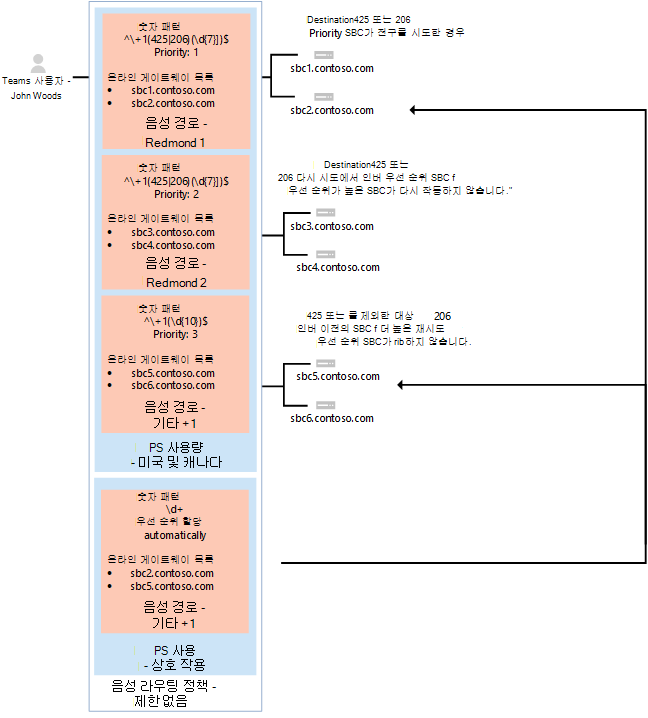 Teams 사용자 -
John Woods
숫자 패턴
^\+1(425|206)(\d{7})$
Priority: 1
온라인 게이트웨이 목록
• sbc1.contoso.com
• sbc2.contoso.com
음성 경로 -
Redmond 1
숫자 패턴
^\+1(425|206)(\d{7})$
Priority: 2
온라인 게이트웨이 목록
• sbc3.contoso.com
• sbc4.contoso.com
음성 경로 -
Redmond 2
숫자 패턴
^\+1(\d{10})$
Priority: 3
온라인 게이트웨이 목록
• sbc5.contoso.com
• sbc6.contoso.com
음성 경로 -
기타 +1
PS 사용량
- 미국 및 캐나다
숫자 패턴
\d+
우선 순위 할당
automatically
온라인 게이트웨이 목록
• sbc2.contoso.com
• sbc5.contoso.com
음성 경로 -
기타 +1
PS 사용
- 상호 작용
음성 라우팅 정책 -
제한 없음
Destination425 또는 206
Priority SBC가 전구를 시도한 경우
sbc1.contoso.com
sbc2.contoso.com
Destination425 또는
206 다시 시도에서 인버 우선 순위 SBC f
우선 순위가 높은 SBC가 다시 작동하지 않습니다."
sbc3.contoso.com
sbc4.contoso.com
425 또는 를 제외한 대상 206
인버 이전의 SBC f 더 높은 재시도
우선 순위 SBC가 rib하지 않습니다.
sbc5.contoso.com
sbc6.contoso.com